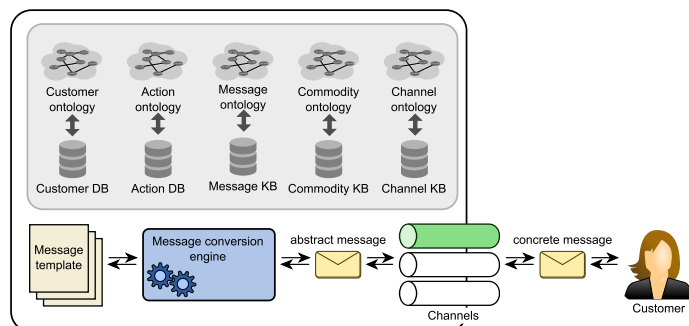 Customer ontology
Action ontology
Message ontology
Commodity ontology
Channel ontology
Customer DB
Action DB
Message KB
Commodity KB
Channel KB
Message template
Message conversion engine
abstract message
concrete message
Channels
Customer